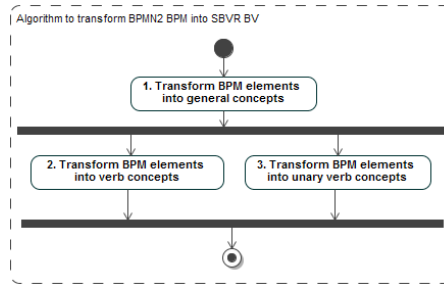 Algorithm to transform BPMN2 BPM into SBVR BV
1. Transform BPM elements
into general concepts
2. Transform BPM elements
into verb concepts
3. Transform BPM elements
into unary verb concepts